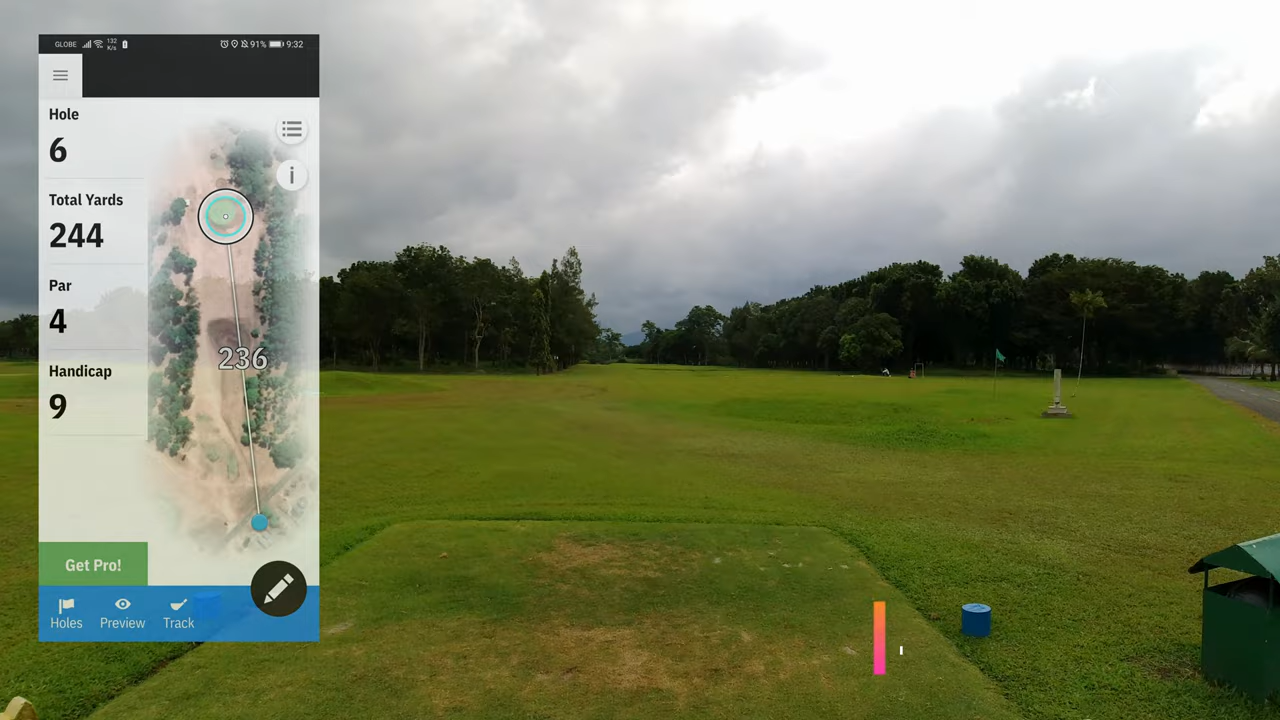 GLOBE 132 K/s 91% 9:32
Hole
6
Total Yards
244
Par
4
Handicap
9
236
Get Pro!
Holes Preview Track